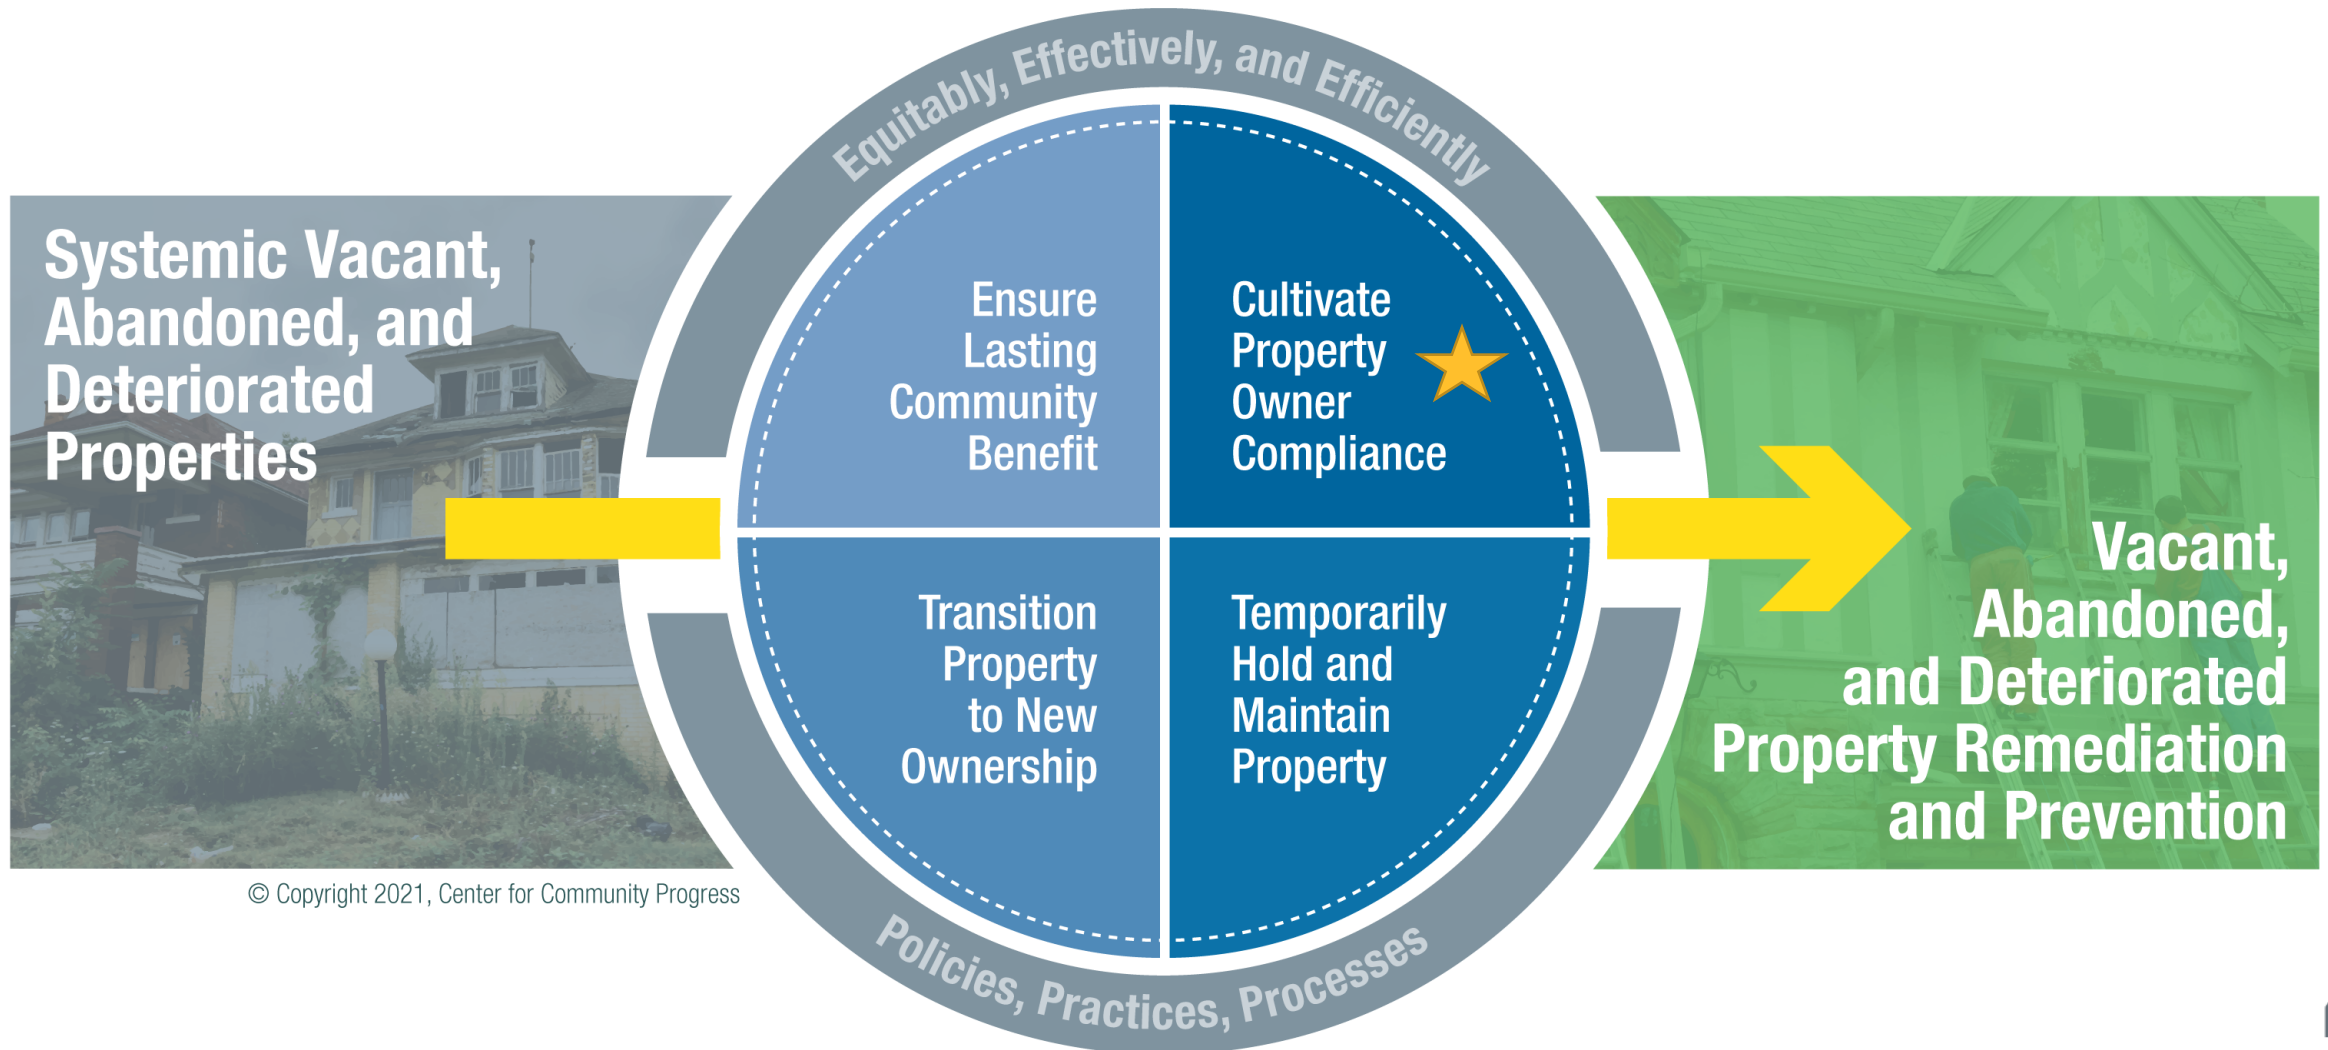 Equitably, Effectively, and Efficiently
Systemic Vacant,
Abandoned, and
Deteriorated
Properties
Ensure
Lasting
Community
Benefit
Cultivate
Property
Owner
Compliance
Transition
Property
to New
Ownership
Temporarily
Hold and
Maintain
Property
Vacant,
Abandoned,
and Deteriorated
Property Remediation
and Prevention
© Copyright 2021, Center for Community Progress
Policies, Practices, Processes